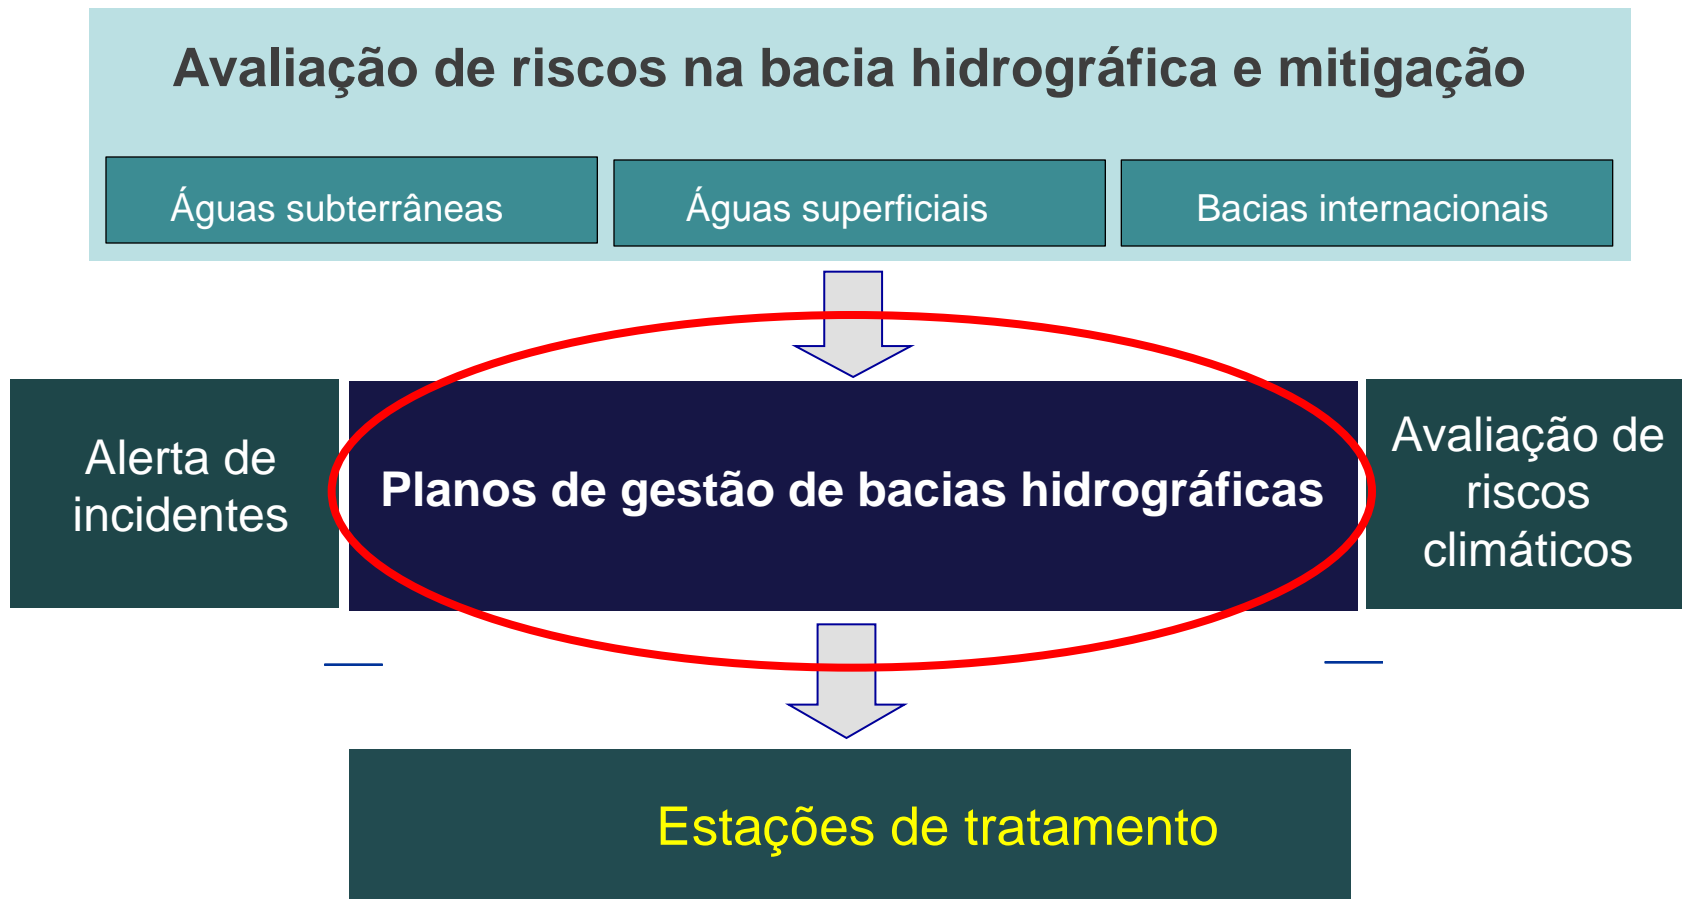 Avaliação de riscos na bacia hidrográfica e mitigação
Águas subterrâneas
Águas superficiais
Bacias internacionais
Alerta de
incidentes
Planos de gestão de bacias hidrográficas
Avaliação de
riscos
climáticos
Estações de tratamento